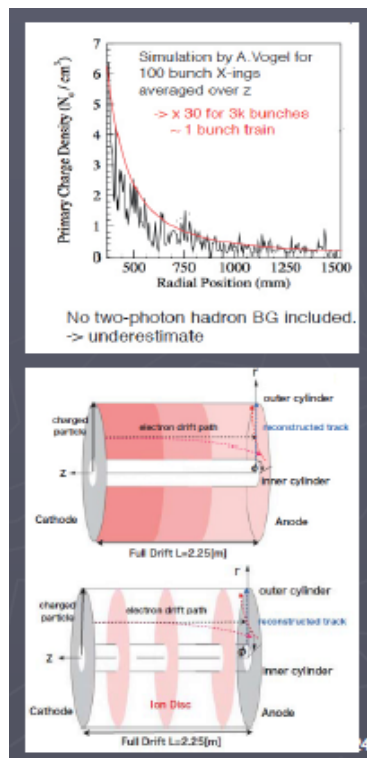 7
6
5
4
3
2
1
0
Primary Charge Density (Ne / cm³)
Simulation by A. Vogel for
100 bunch X-ings
averaged over z
-> x 30 for 3k bunches
~ 1 bunch train
500 750 1000 1250 1500
Radial Position (mm)
No two-photon hadron BG included.
-> underestimate
r
outer cylinder
charged
particle
electron drift path
reconstructed track
Z
Φ
inner cylinder
Cathode
Anode
Full Drift L=2.25[m]
r
outer cylinder
charged
particle
electron drift path
reconstructed track
Z
Φ
inner cylinder
Cathode
Ion Disc
Anode
Full Drift L=2.25[m]